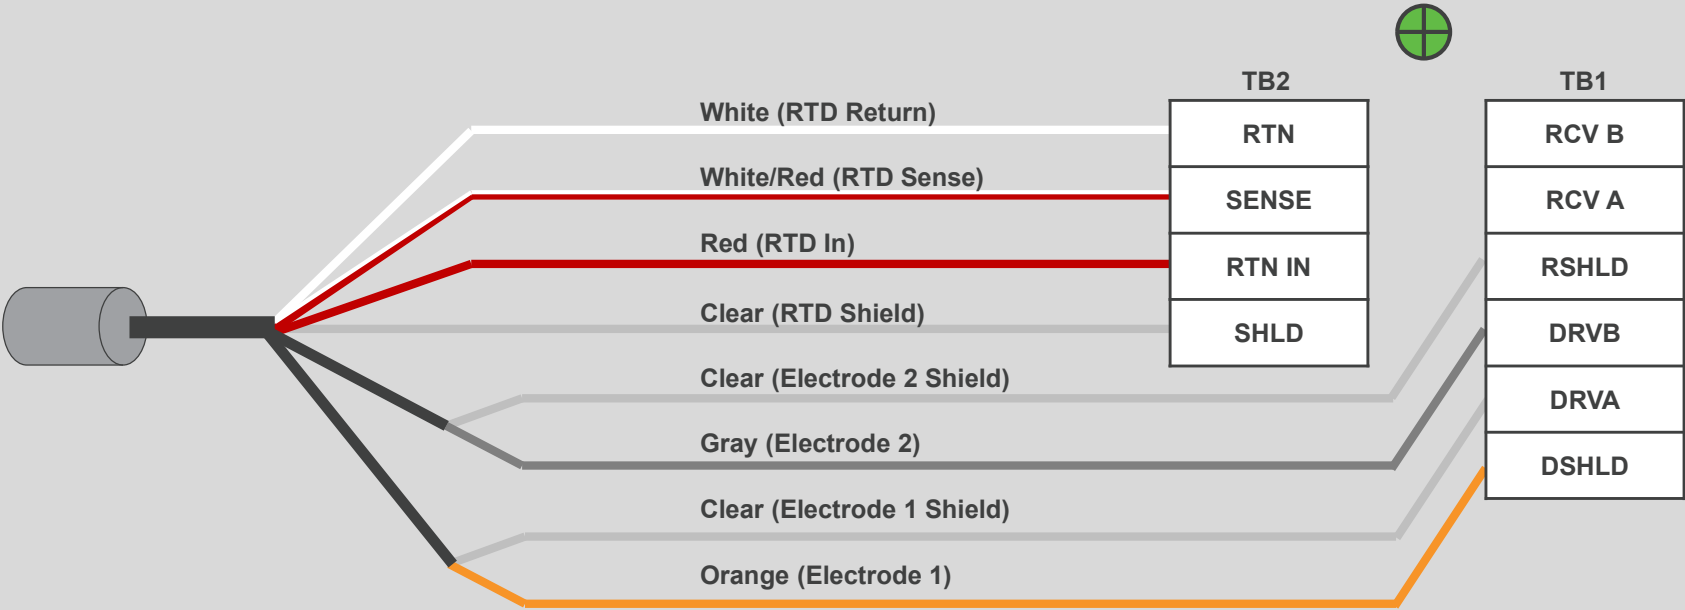 TB2
TB1
White (RTD Return)
RTN
RCV B
White/Red (RTD Sense)
SENSE
RCV A
Red (RTD In)
RTN IN
RSHLD
Clear (RTD Shield)
SHLD
DRVB
Clear (Electrode 2 Shield)
DRVA
Gray (Electrode 2)
DSHLD
Clear (Electrode 1 Shield)
Orange (Electrode 1)